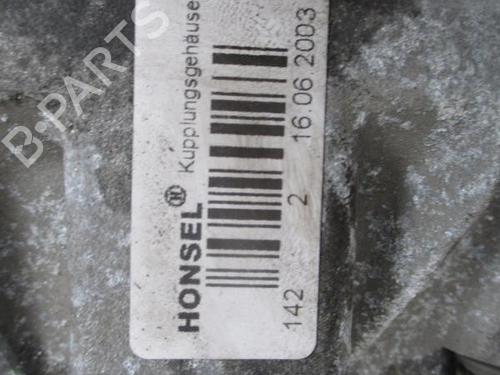 HONSEL H Kupplungsgehäuse
142 2 16.06.2003
B-PARTS